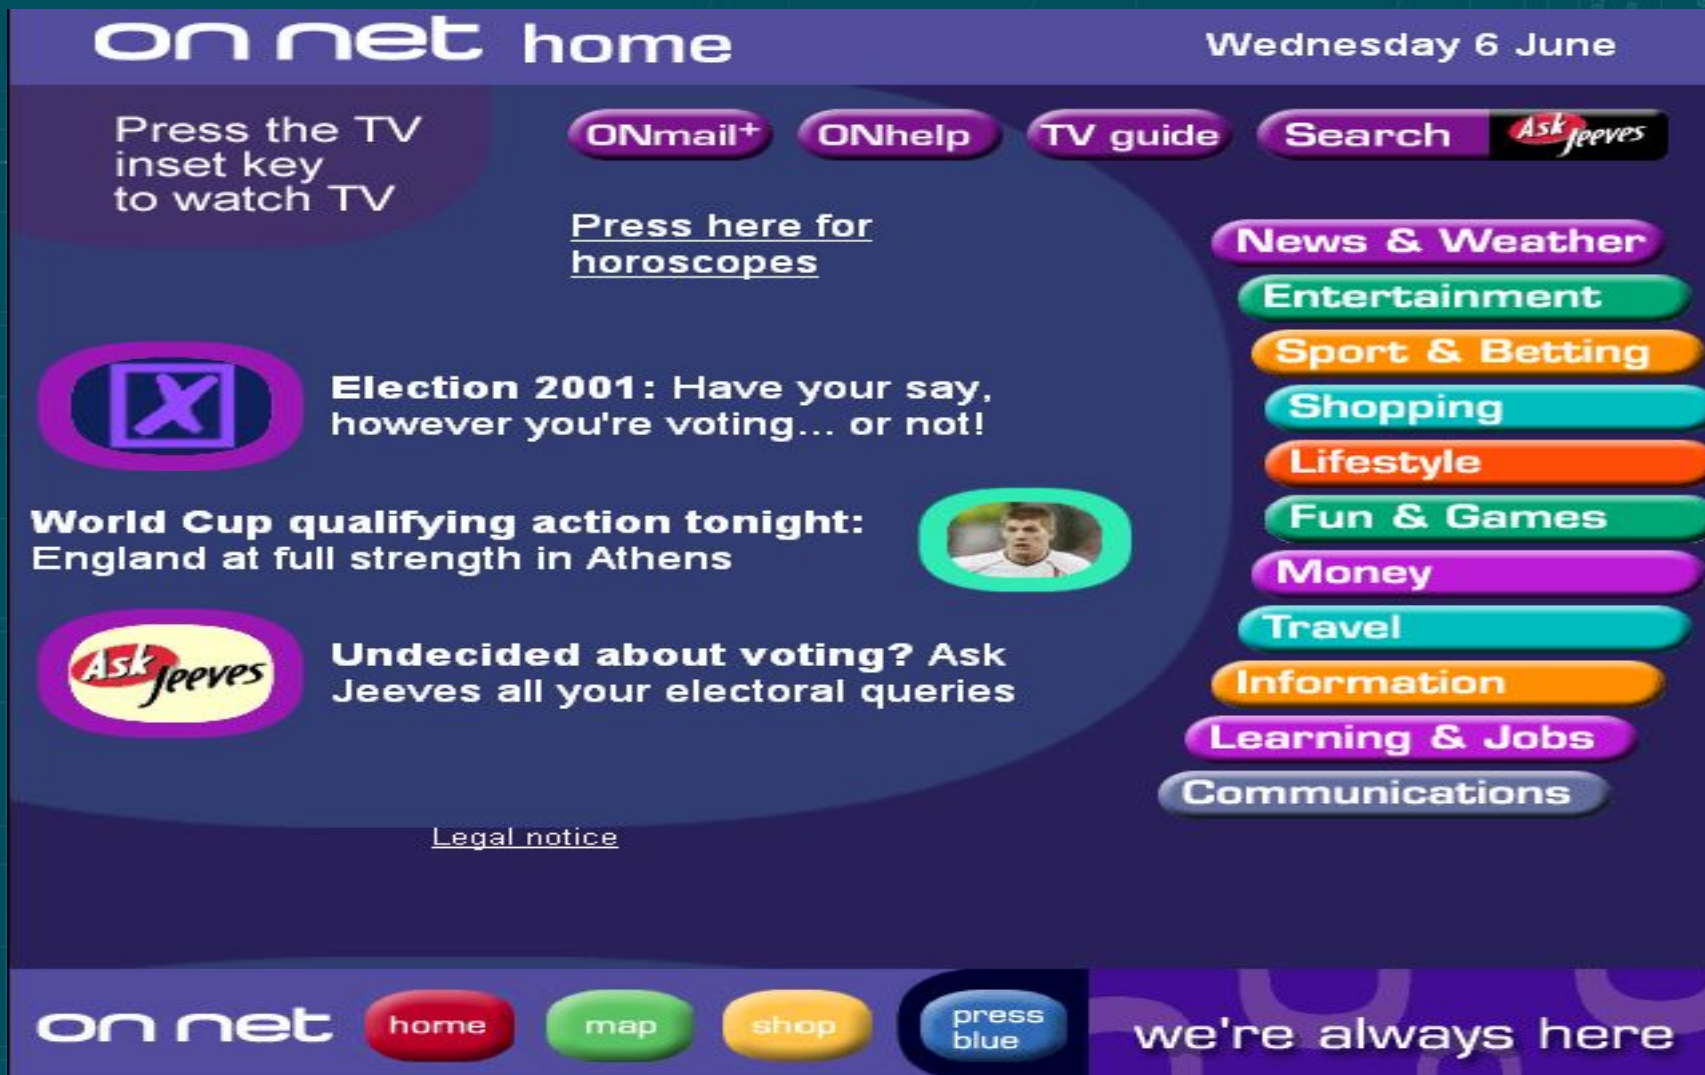 on net home
Wednesday 6 June
Press the TV
inset key
to watch TV
ONmail+
ONhelp
TV guide
Search
Ask Jeeves
Press here for
horoscopes
Election 2001: Have your say,
however you're voting... or not!
World Cup qualifying action tonight:
England at full strength in Athens
Ask Jeeves
Undecided about voting? Ask
Jeeves all your electoral queries
Legal notice
News & Weather
Entertainment
Sport & Betting
Shopping
Lifestyle
Fun & Games
Money
Travel
Information
Learning & Jobs
Communications
on net
home
map
shop
press
blue
we're always here